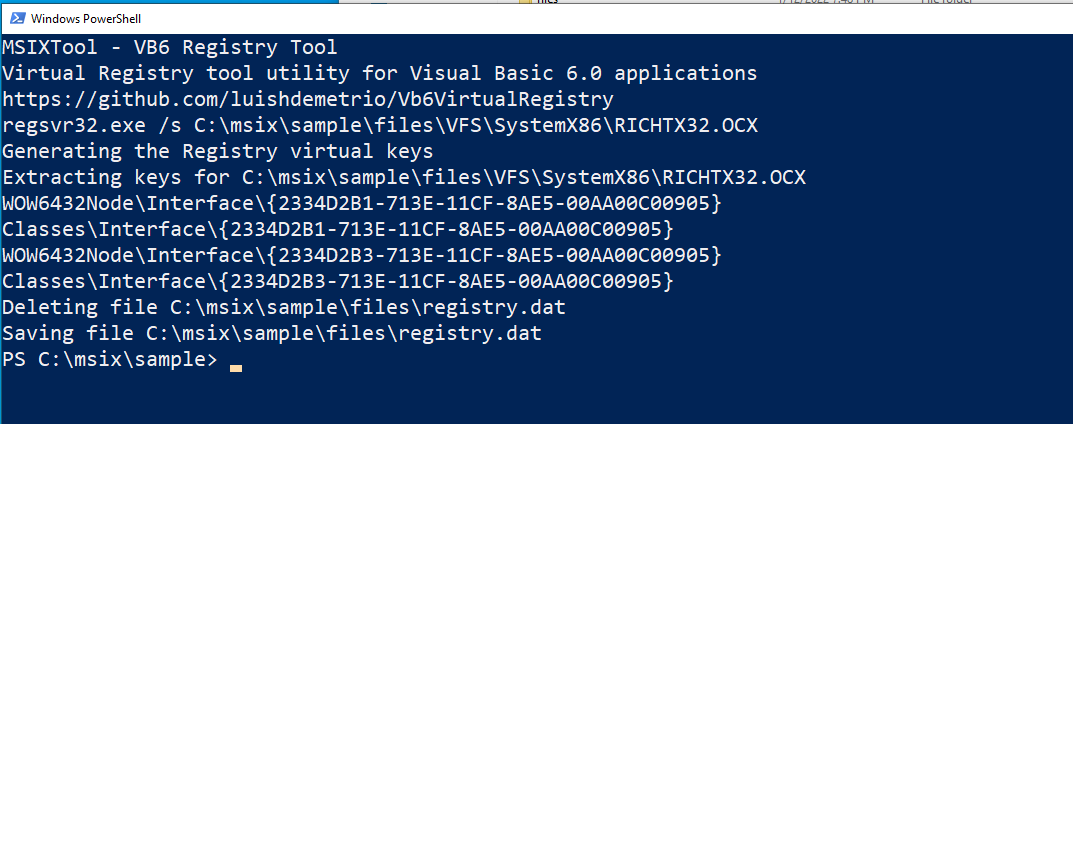 Windows PowerShell
MSIXTool - VB6 Registry Tool
Virtual Registry tool utility for Visual Basic 6.0 applications
https://github.com/luishdemetrio/Vb6VirtualRegistry
regsvr32.exe /s C:\msix\sample\files\VFS\SystemX86\RICHTX32.OCX
Generating the Registry virtual keys
Extracting keys for C:\msix\sample\files\VFS\SystemX86\RICHTX32.OCX
WOW6432Node\Interface\{2334D2B1-713E-11CF-8AE5-00AA00C00905}
Classes\Interface\{2334D2B1-713E-11CF-8AE5-00AA00C00905}
WOW6432Node\Interface\{2334D2B3-713E-11CF-8AE5-00AA00C00905}
Classes\Interface\{2334D2B3-713E-11CF-8AE5-00AA00C00905}
Deleting file C:\msix\sample\files\registry.dat
Saving file C:\msix\sample\files\registry.dat
PS C:\msix\sample>